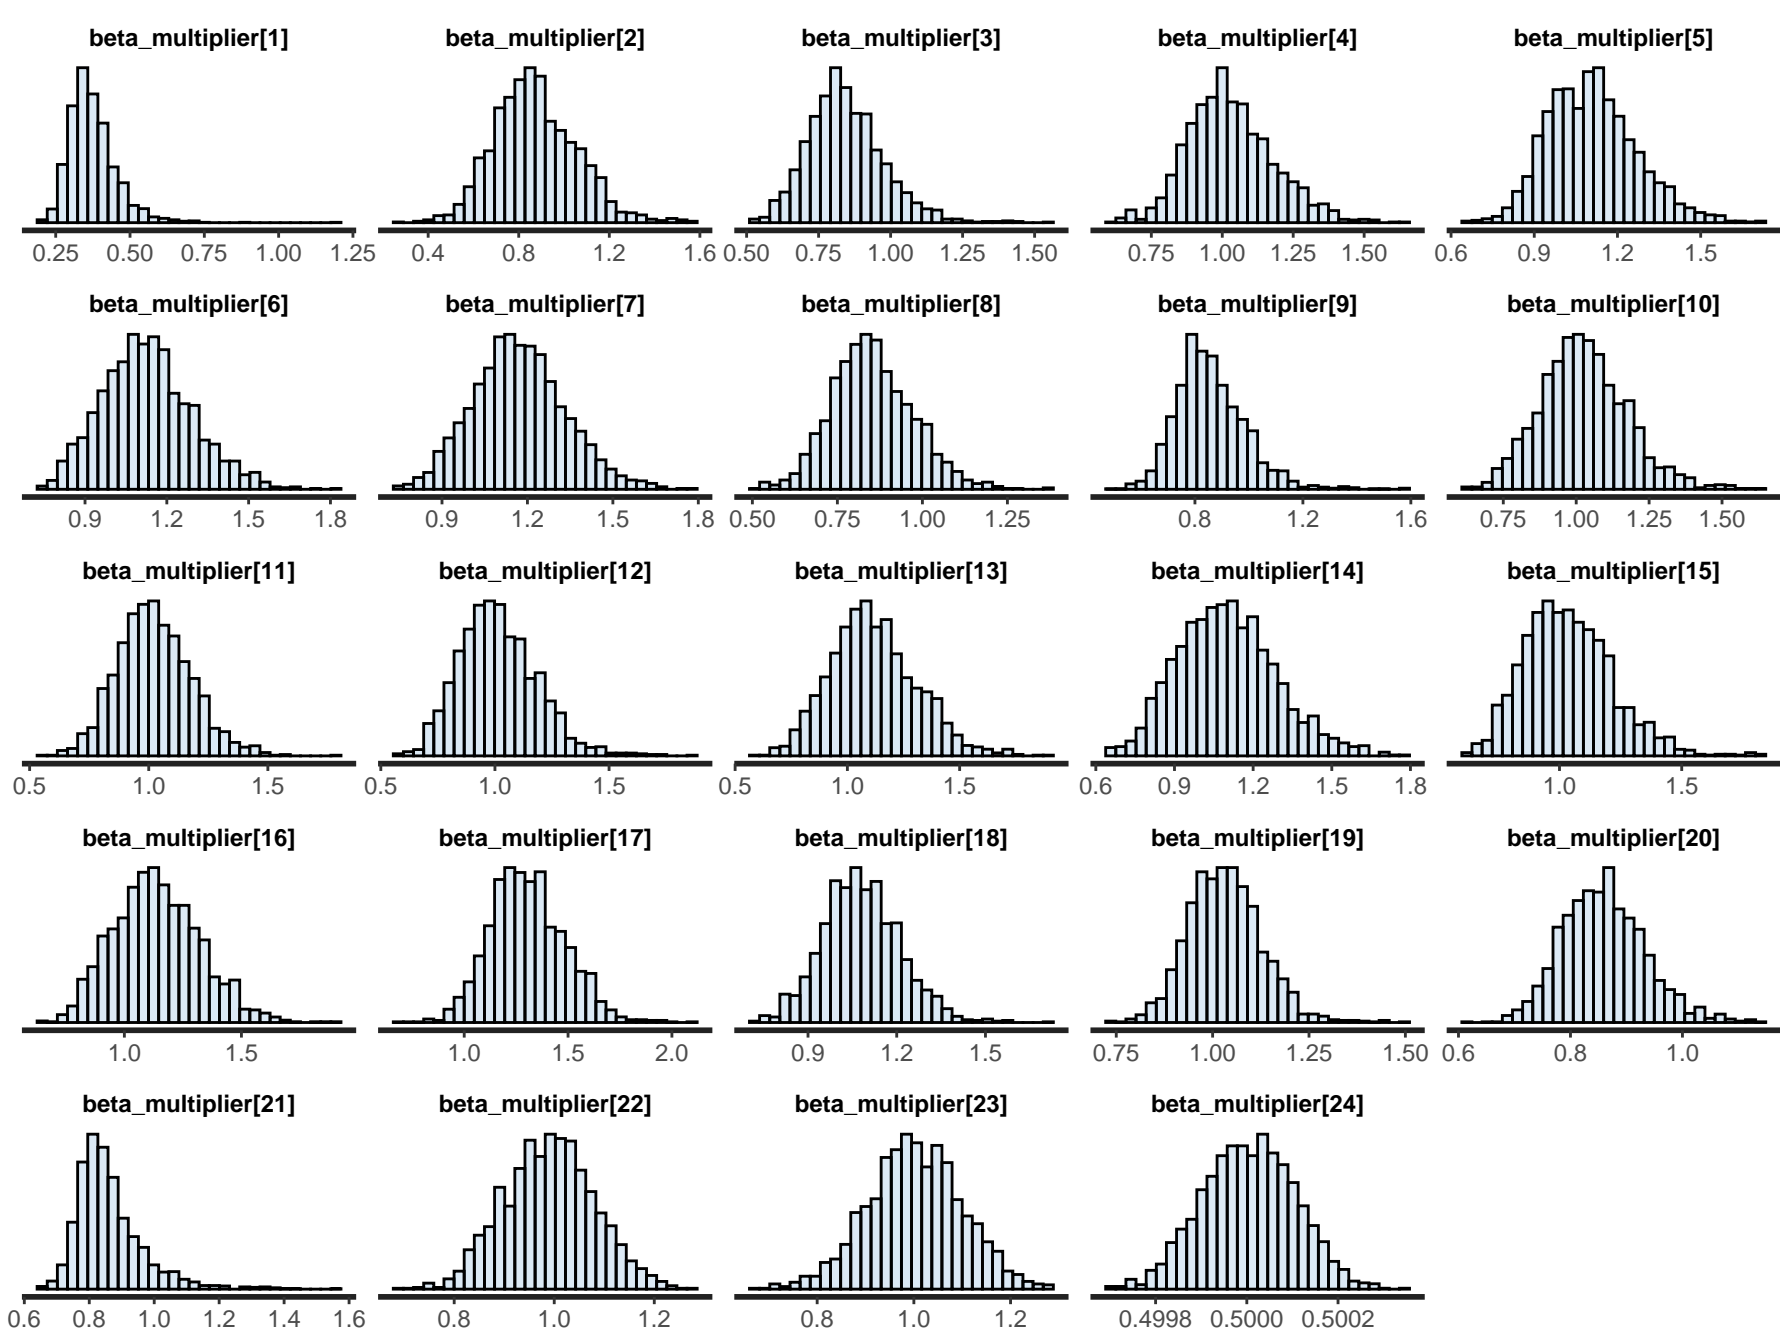 beta_multiplier[1] beta_multiplier[2] beta_multiplier[3] beta_multiplier[4] beta_multiplier[5]
0.25 0.50 0.75 1.00 1.25 0.4 0.8 1.2 1.6 0.50 0.75 1.00 1.25 1.50 0.75 1.00 1.25 1.50 0.6 0.9 1.2 1.5
beta_multiplier[6] beta_multiplier[7] beta_multiplier[8] beta_multiplier[9] beta_multiplier[10]
0.9 1.2 1.5 1.8 0.9 1.2 1.5 1.8 0.50 0.75 1.00 1.25 0.8 1.2 1.6 0.75 1.00 1.25 1.50
beta_multiplier[11] beta_multiplier[12] beta_multiplier[13] beta_multiplier[14] beta_multiplier[15]
0.5 1.0 1.5 0.5 1.0 1.5 0.5 1.0 1.5 0.6 0.9 1.2 1.5 1.8 1.0 1.5
beta_multiplier[16] beta_multiplier[17] beta_multiplier[18] beta_multiplier[19] beta_multiplier[20]
1.0 1.5 1.0 1.5 2.0 0.9 1.2 1.5 0.75 1.00 1.25 1.50 0.6 0.8 1.0
beta_multiplier[21] beta_multiplier[22] beta_multiplier[23] beta_multiplier[24]
0.6 0.8 1.0 1.2 1.4 1.6 0.8 1.0 1.2 0.8 1.0 1.2 0.4998 0.5000 0.5002